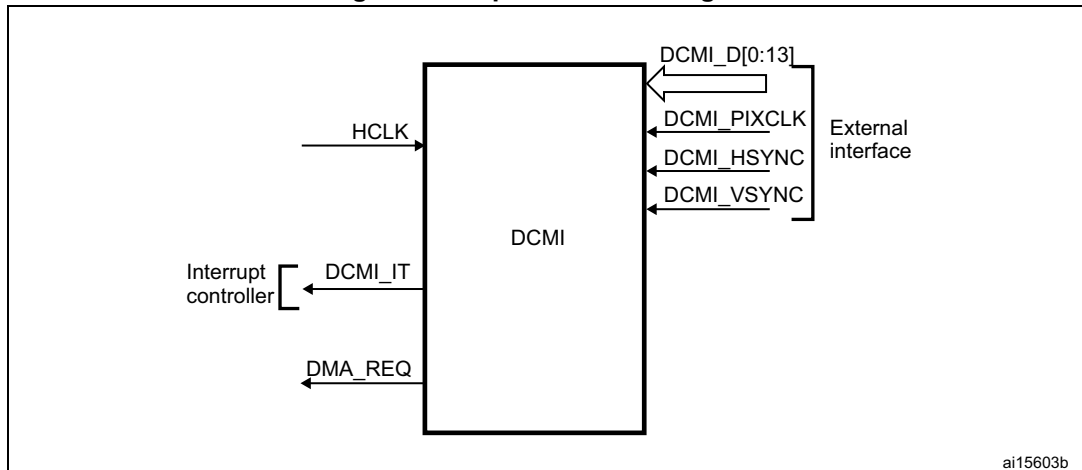 DCMI_D[0:13]
DCMI_PIXCLK
External
interface
HCLK
DCMI_HSYNC
DCMI_VSYNC
DCMI
Interrupt
controller
DCMI_IT
DMA_REQ
ai15603b